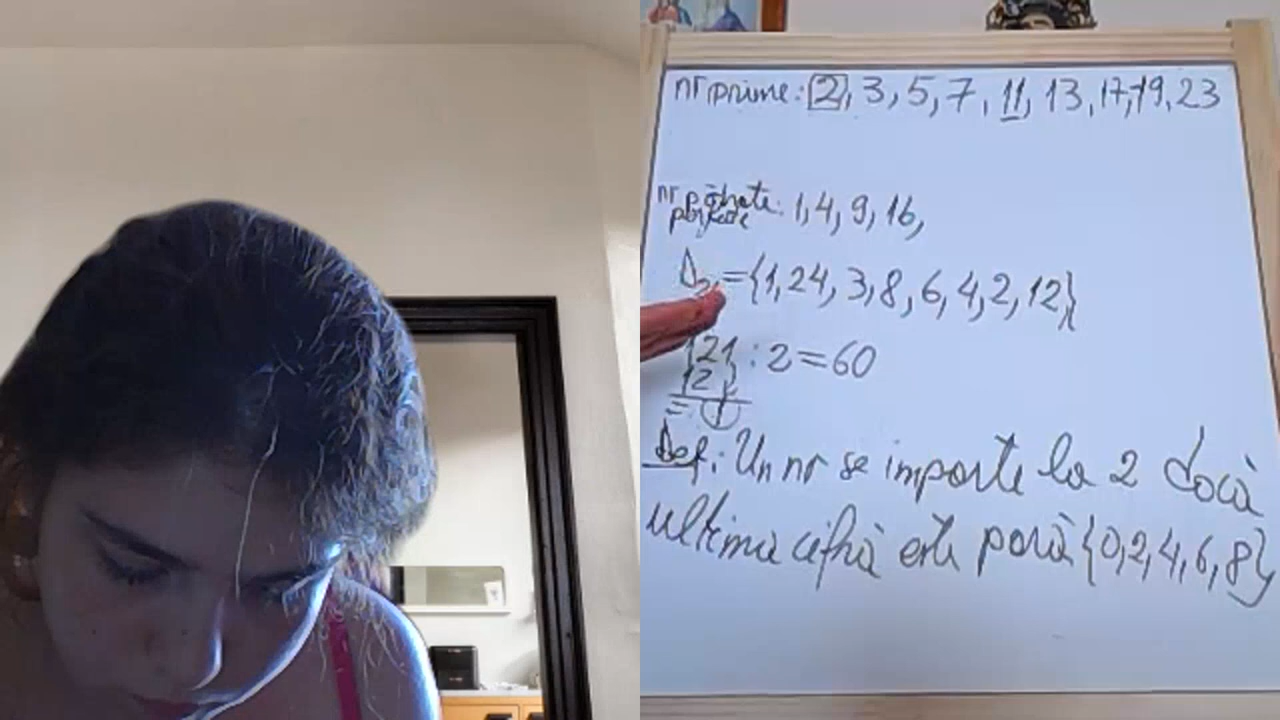 nr prime: 2, 3, 5, 7, 11, 13, 17, 19, 23
nr pătrate: 1, 4, 9, 16,
perfecte
D = {1, 24, 3, 8, 6, 4, 2, 12}
121 : 2 = 60
12
= 1
Def: Un nr se imparte la 2 dacă
ultima cifră este pară {0, 2, 4, 6, 8}